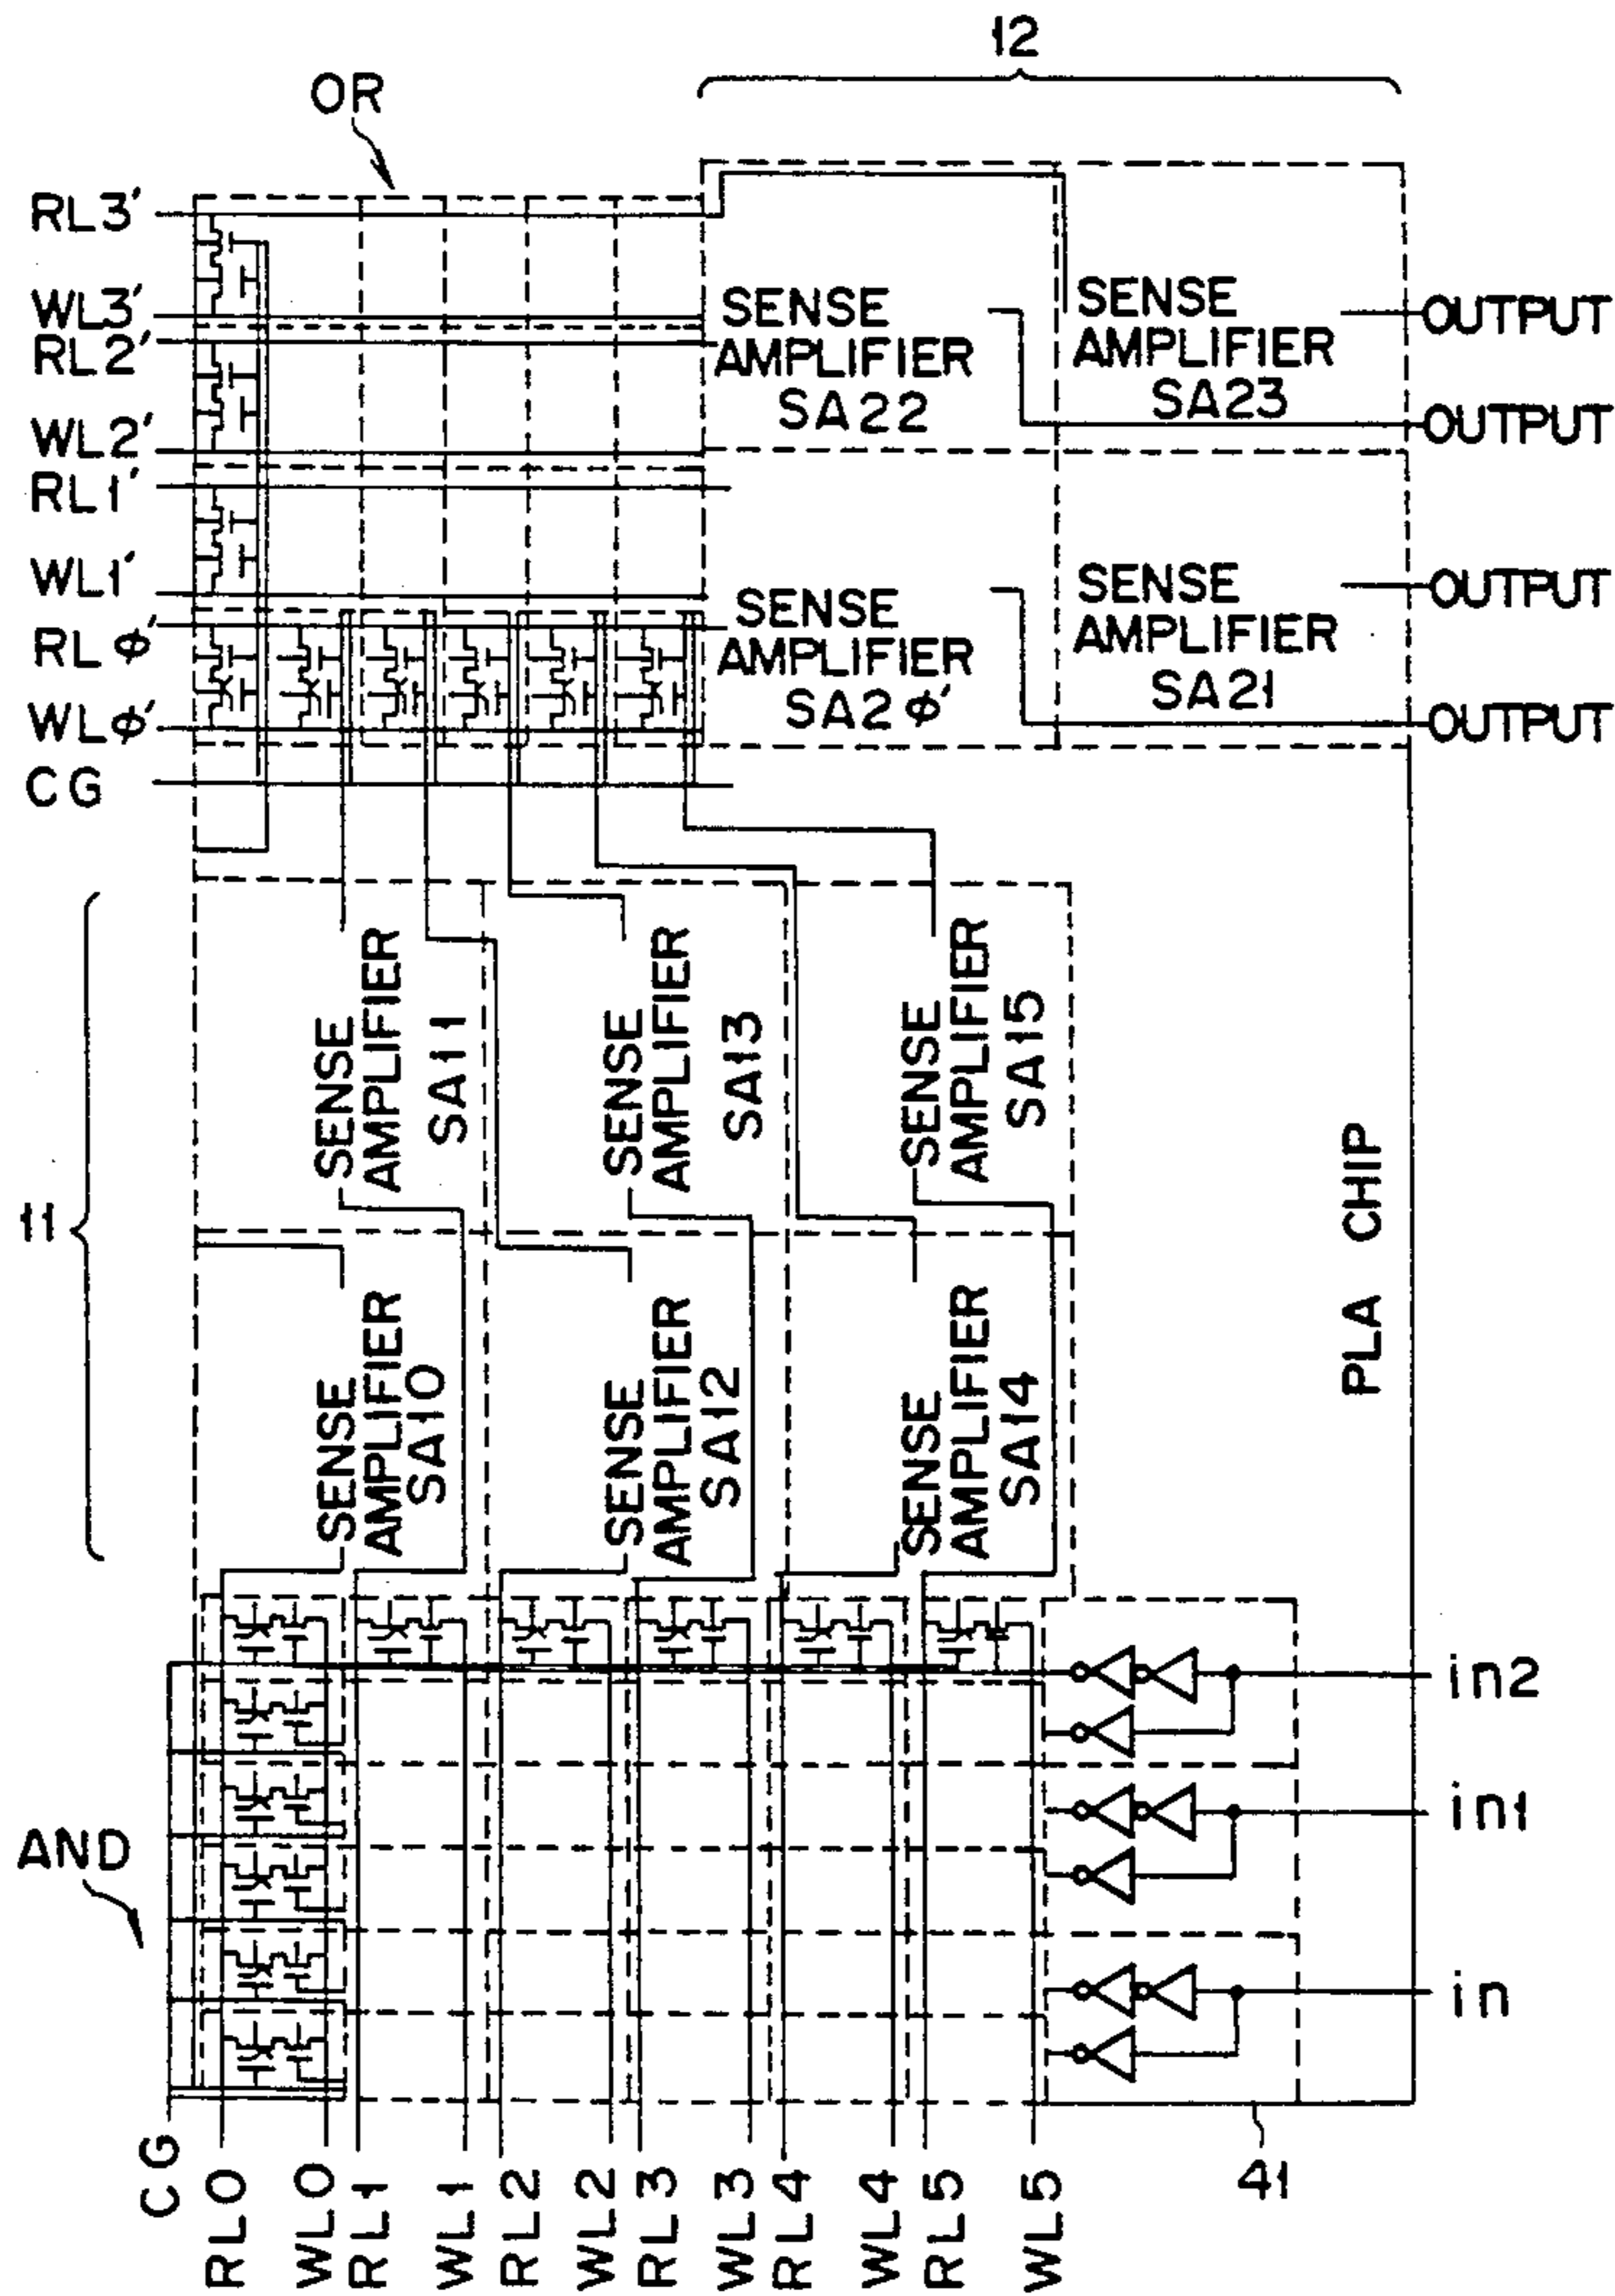 12
OR
RL3'
WL3'
RL2'
WL2'
RL1'
WL1'
RLϕ'
WLϕ'
CG
SENSE
AMPLIFIER
SA22
SENSE
AMPLIFIER
SA23
OUTPUT
OUTPUT
SENSE
AMPLIFIER
SA2ϕ'
SENSE
AMPLIFIER
SA21
OUTPUT
OUTPUT
11
SENSE
AMPLIFIER
SA11
SENSE
AMPLIFIER
SA13
SENSE
AMPLIFIER
SA15
SENSE
AMPLIFIER
SA10
SENSE
AMPLIFIER
SA12
SENSE
AMPLIFIER
SA14
PLA CHIP
in2
in1
in
AND
41
CG
RL0
WL0
RL1
WL1
RL2
WL2
RL3
WL3
RL4
WL4
RL5
WL5